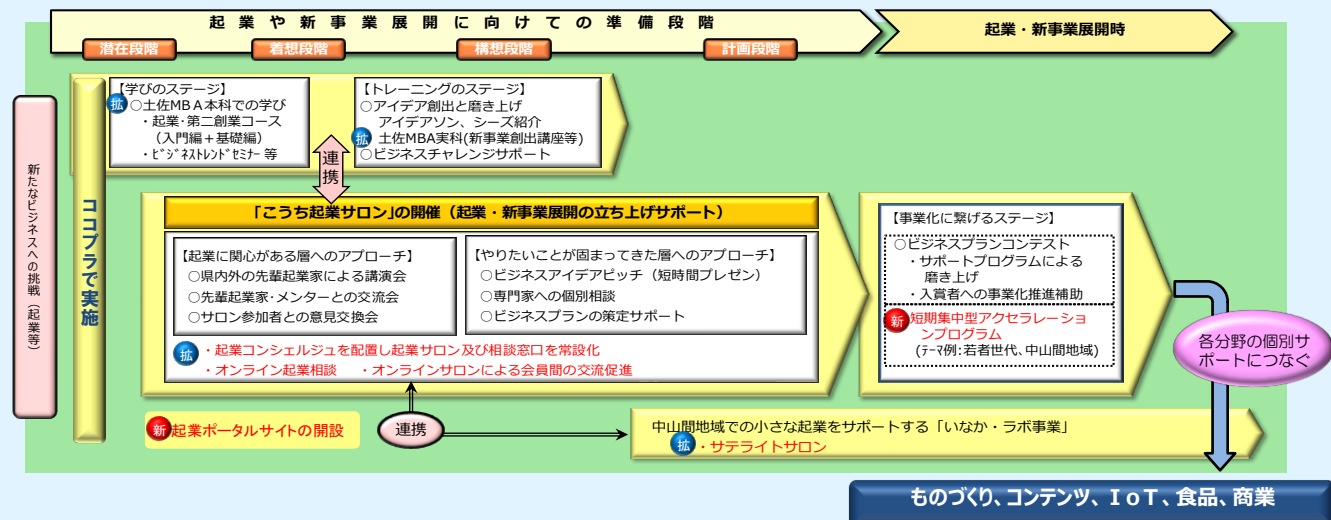 起業や新事業展開に向けての準備段階
起業・新事業展開時
潜在段階
着想段階
構想段階
計画段階
新たなビジネスへの挑戦（起業等）
ココプラで実施
【学びのステージ】
拡
○土佐MBA本科での学び
・起業・第二創業コース
（入門編＋基礎編）
・ﾋﾞｼﾞﾈｽﾄﾚﾝﾄﾞｾﾐﾅｰ 等
【トレーニングのステージ】
○アイデア創出と磨き上げ
アイデアソン、シーズ紹介
拡 土佐MBA実科(新事業創出講座等)
○ビジネスチャレンジサポート
連携
「こうち起業サロン」の開催（起業・新事業展開の立ち上げサポート）
【起業に関心がある層へのアプローチ】
○県内外の先輩起業家による講演会
○先輩起業家・メンターとの交流会
○サロン参加者との意見交換会
【やりたいことが固まってきた層へのアプローチ】
○ビジネスアイデアピッチ（短時間プレゼン）
○専門家への個別相談
○ビジネスプランの策定サポート
拡
・起業コンシェルジュを配置し起業サロン及び相談窓口を常設化
・オンライン起業相談　・オンラインサロンによる会員間の交流促進
【事業化に繋げるステージ】
○ビジネスプランコンテスト
・サポートプログラムによる
磨き上げ
・入賞者への事業化推進補助
新 短期集中型アクセラレーショ
ンプログラム
(ﾃｰﾏ例:若者世代、中山間地域)
各分野の個別サ
ポートにつなぐ
新 起業ポータルサイトの開設
連携
中山間地域での小さな起業をサポートする「いなか・ラボ事業」
拡 ・サテライトサロン
ものづくり、コンテンツ、ＩｏＴ、食品、商業